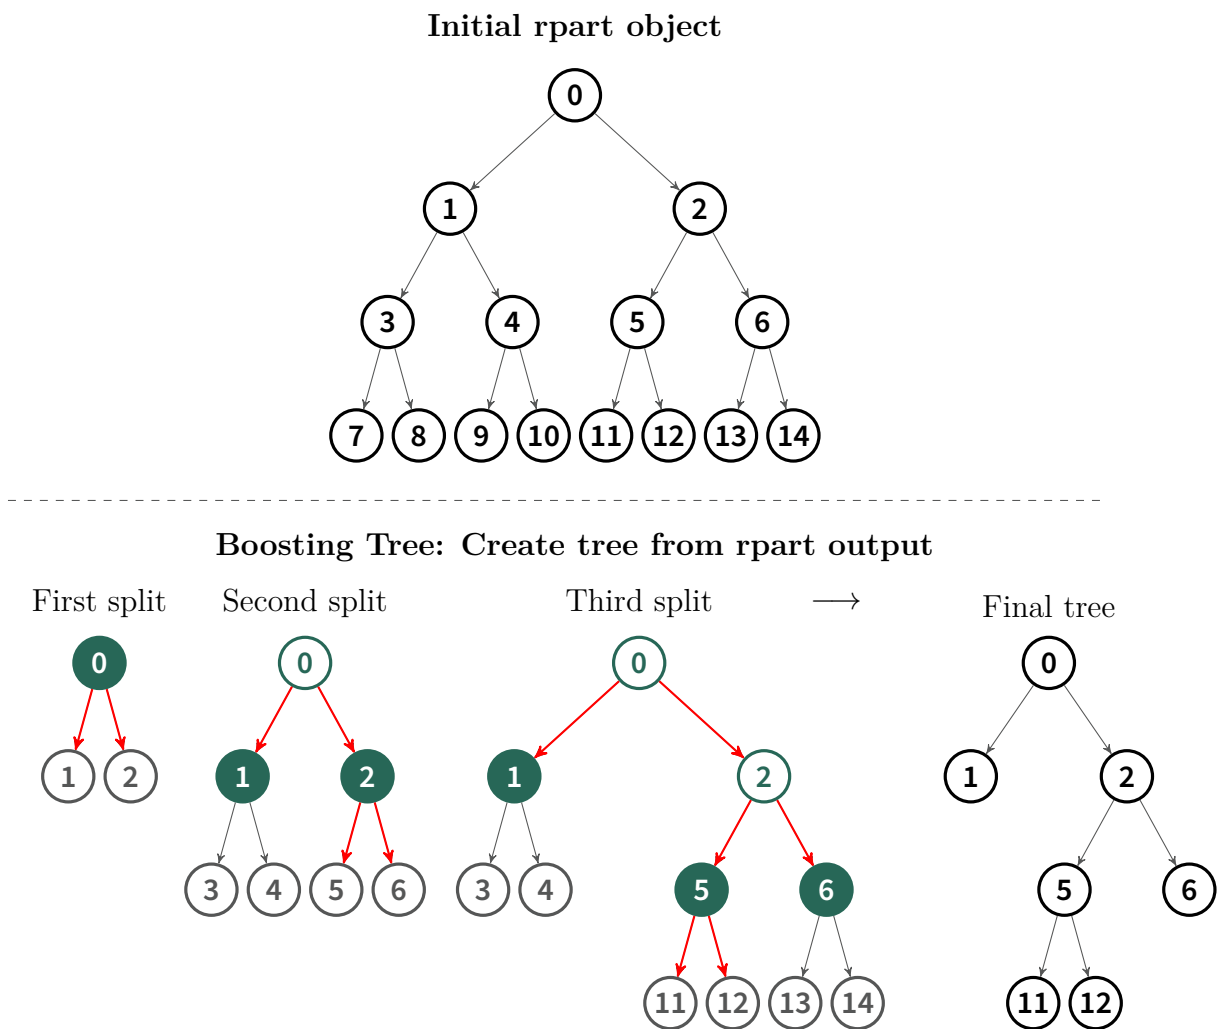 Initial rpart object
0
1 2
3 4 5 6
7 8 9 10 11 12 13 14
Boosting Tree: Create tree from rpart output
First split Second split Third split ⟶ Final tree
0 0 0 0
1 2 1 2 1 2 1 2
3 4 5 6 3 4 5 6 5 6
11 12 13 14 11 12